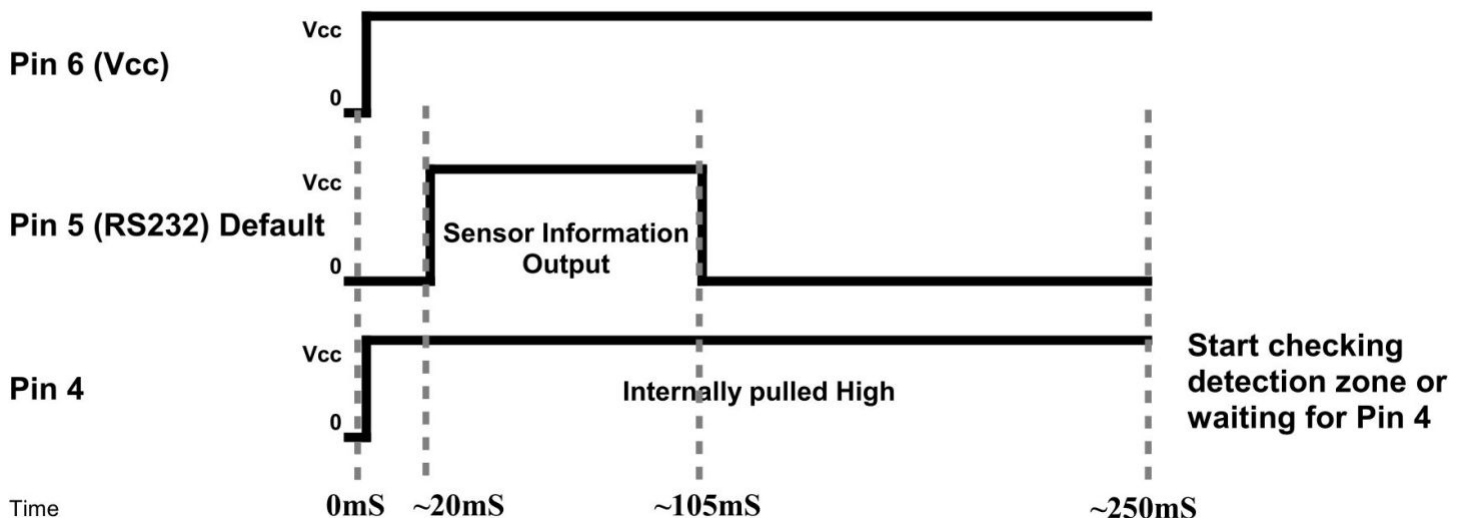 Vcc
Pin 6 (Vcc)
0
Vcc
Pin 5 (RS232) Default
Sensor Information
Output
0
Vcc
Pin 4
Internally pulled High
0
Start checking
detection zone or
waiting for Pin 4
Time
0mS
~20mS
~105mS
~250mS